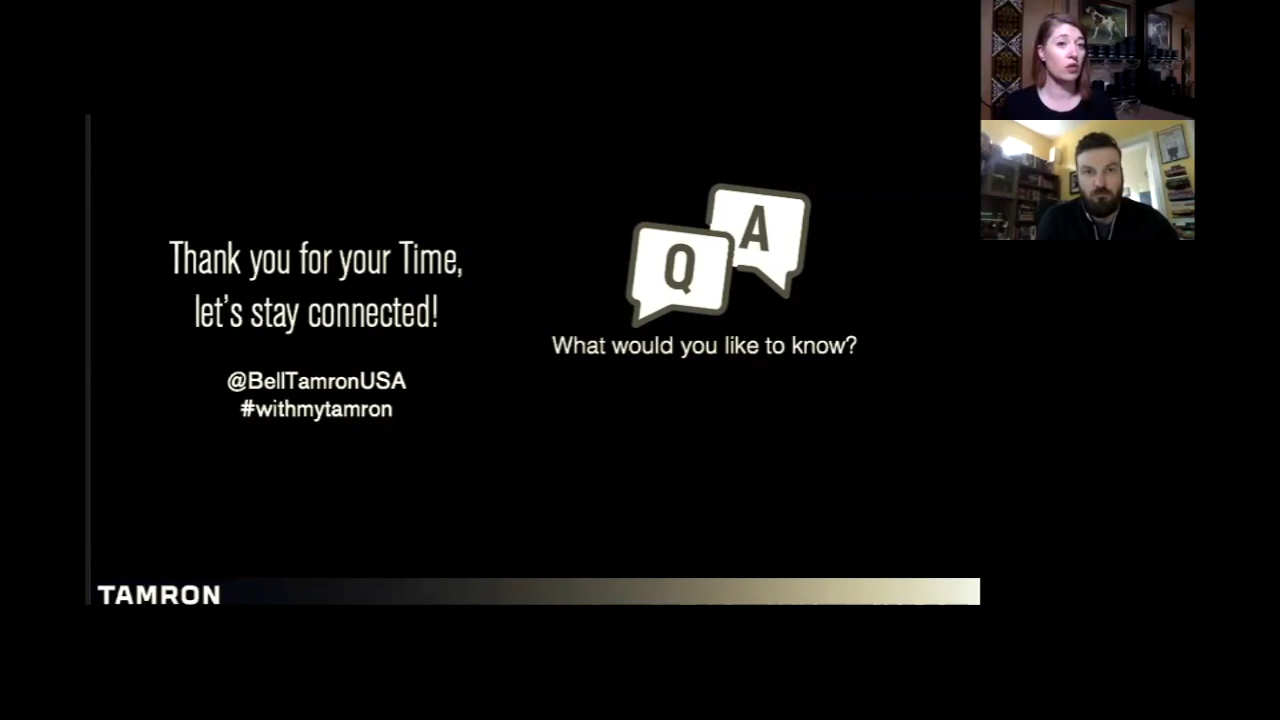 Thank you for your Time,
let's stay connected!
@BellTamronUSA
#withmytamron
Q A
What would you like to know?
TAMRON